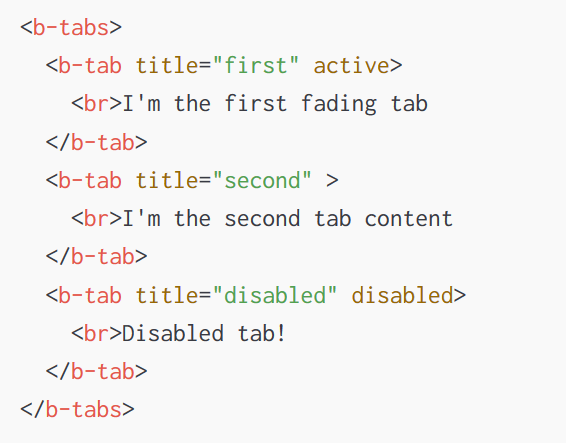 <b-tabs>
<b-tab title="first" active>
<br>I'm the first fading tab
</b-tab>
<b-tab title="second" >
<br>I'm the second tab content
</b-tab>
<b-tab title="disabled" disabled>
<br>Disabled tab!
</b-tab>
</b-tabs>